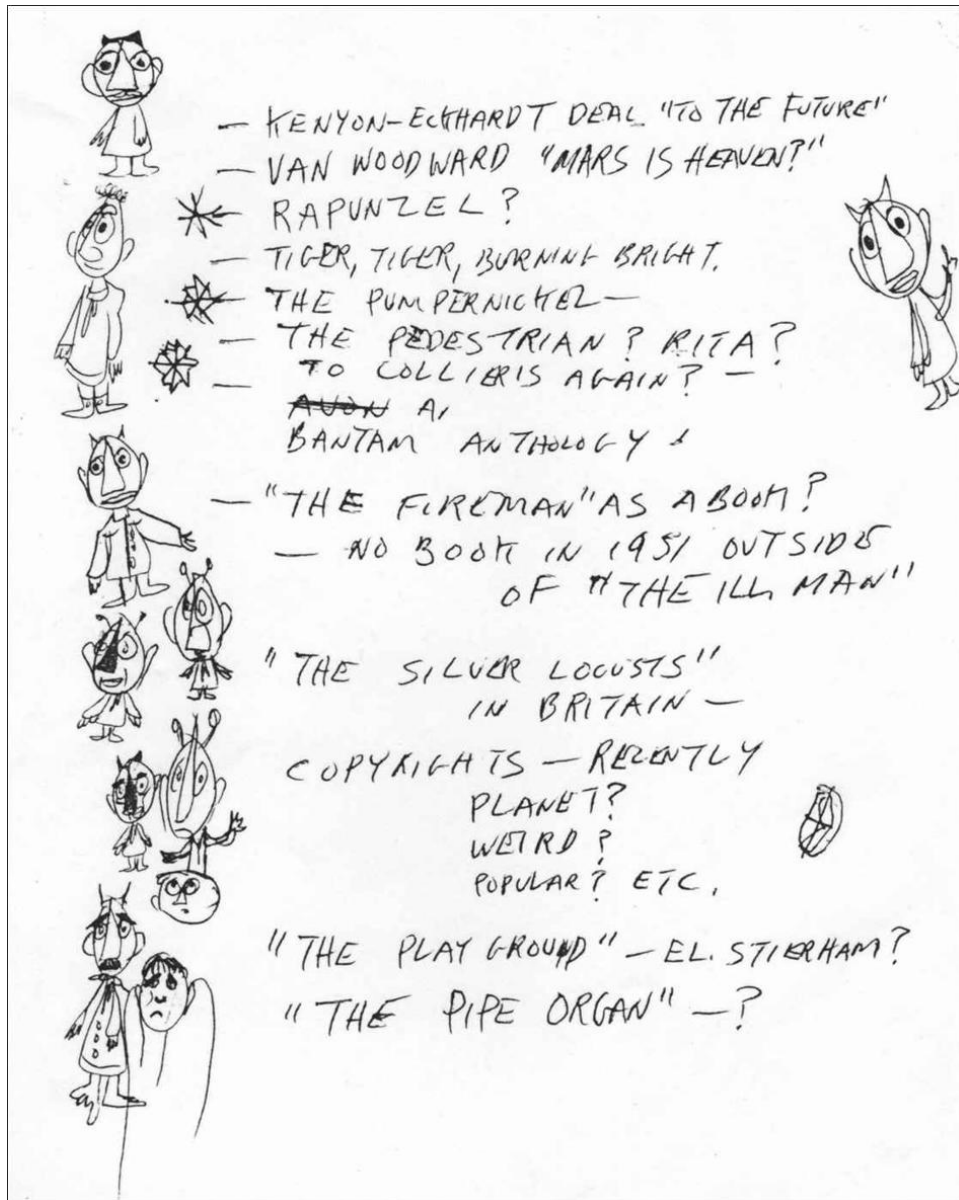 — KENYON-ECKHARDT DEAL "TO THE FUTURE"
— VAN WOODWARD "MARS IS HEAVEN?"
RAPUNZEL?
— TIGER, TIGER, BURNING BRIGHT.
— THE PUMPERNICKEL —
— THE PEDESTRIAN? RITA?
— TO COLLIERIS AGAIN? —
AVON A,
BANTAM ANTHOLOGY
— "THE FIREMAN" AS A BOOK?
— NO BOOK IN 1951 OUTSIDE
OF "THE ILL. MAN"
"THE SILVER LOCUSTS"
IN BRITAIN —
COPYRIGHTS — RECENTLY
PLANET?
WEIRD?
POPULAR? ETC.
"THE PLAYGROUND" — EL. STIERHAM?
"THE PIPE ORGAN" — ?